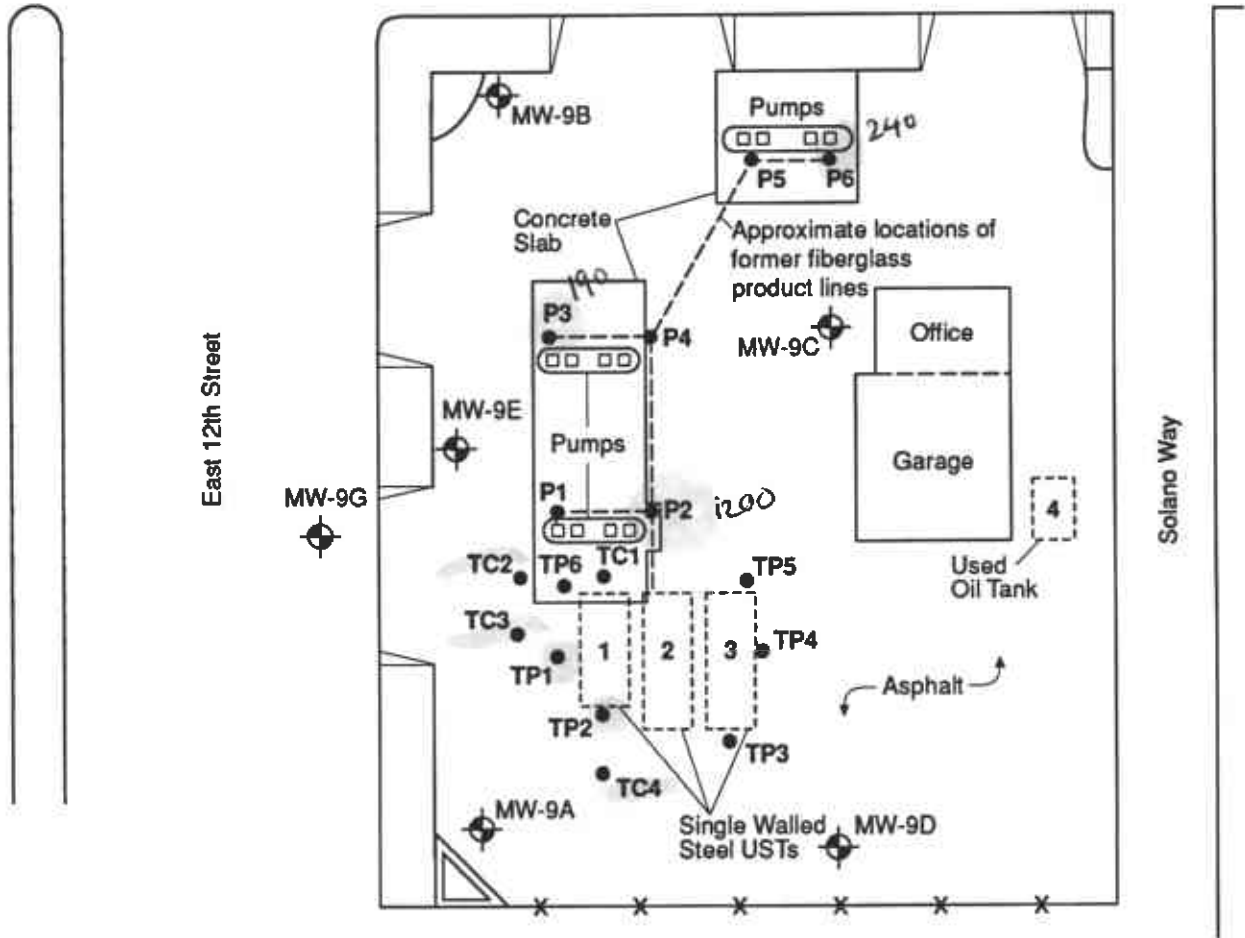 MW-9B
Pumps
240
P5
P6
Concrete
Slab
Approximate locations of
former fiberglass
product lines
190
P3
P4
MW-9C
Office
East 12th Street
MW-9E
Pumps
Garage
Solano Way
MW-9G
P1
P2
1200
4
TC2
TP6
TC1
TP5
Used
Oil Tank
TC3
TP1
1
2
3
TP4
Asphalt
TP2
TP3
TC4
MW-9A
Single Walled
Steel USTs
MW-9D
X X X X X X